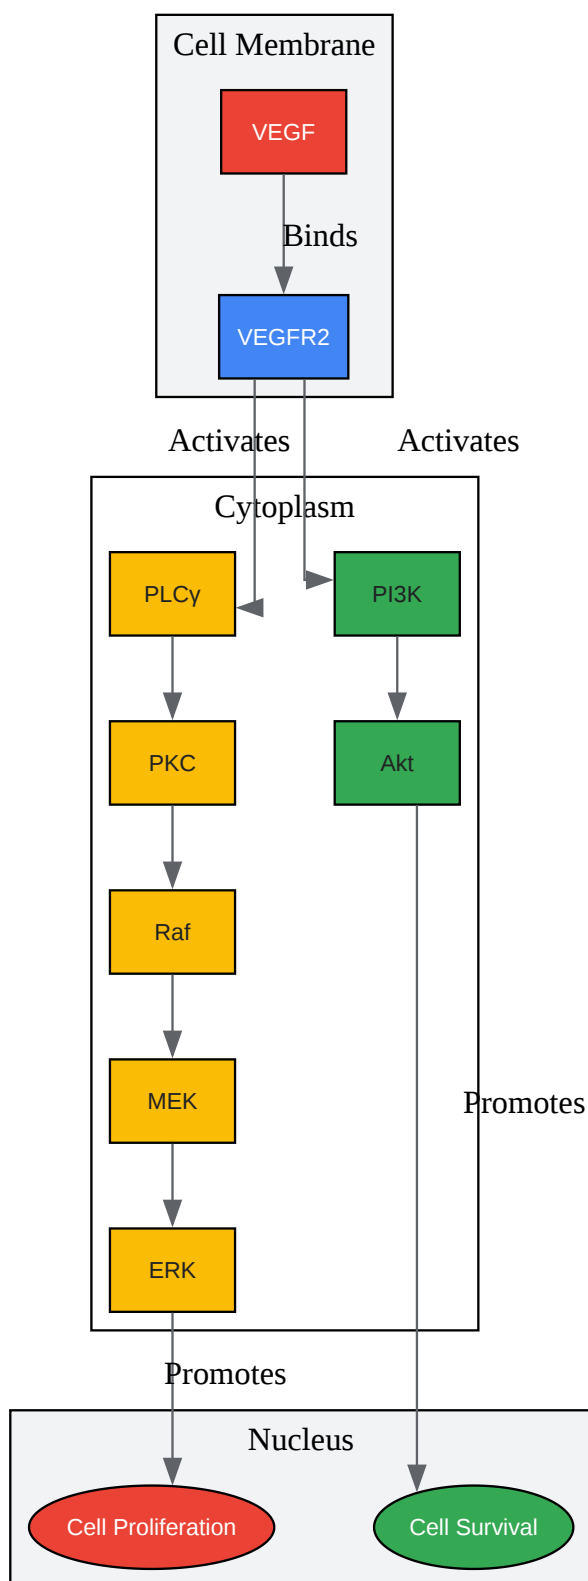 Cell Membrane
VEGF
Binds
VEGFR2
Activates
Activates
Cytoplasm
PLCγ
PI3K
PKC
Akt
Raf
MEK
Promotes
ERK
Promotes
Nucleus
Cell Proliferation
Cell Survival